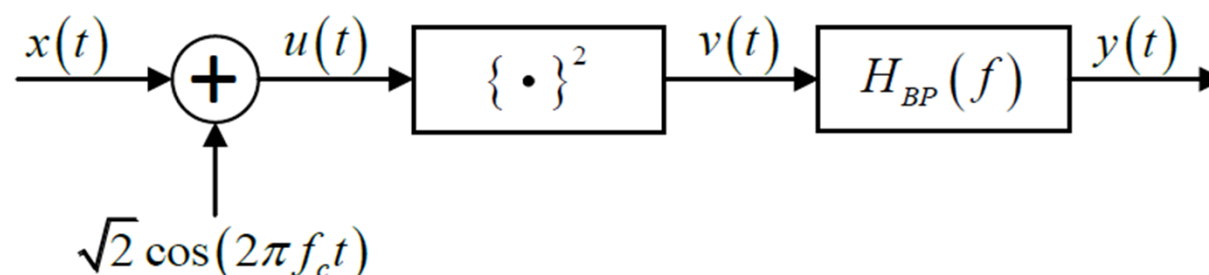 x(t) + u(t) { • }² v(t) H_BP(f) y(t)
√2 cos(2πf_c t)